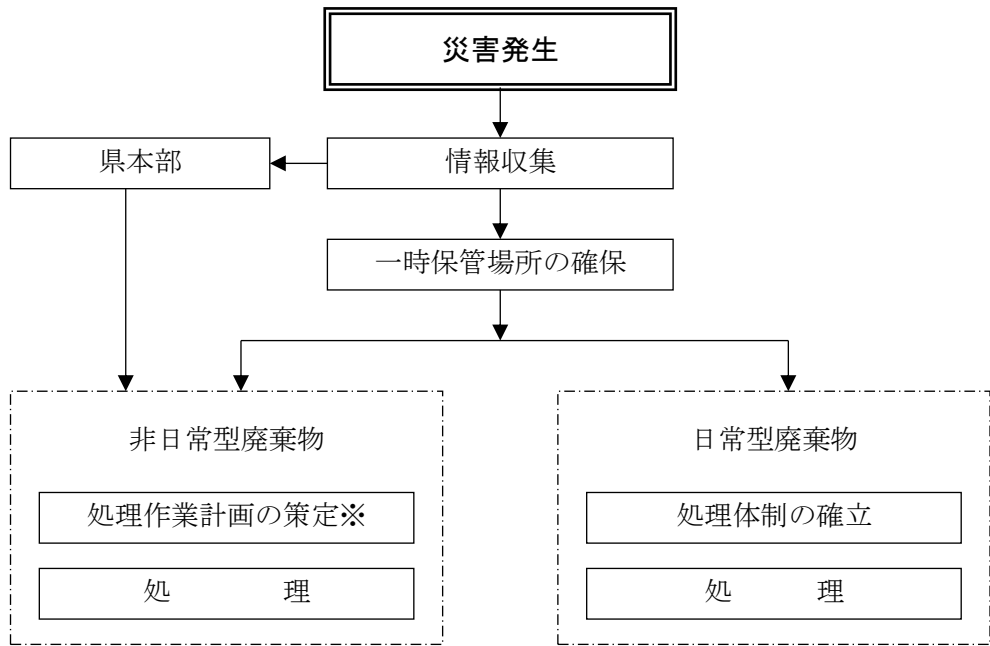 災害発生
県本部
情報収集
一時保管場所の確保
非日常型廃棄物
処理作業計画の策定※
処　　　理
日常型廃棄物
処理体制の確立
処　　　理